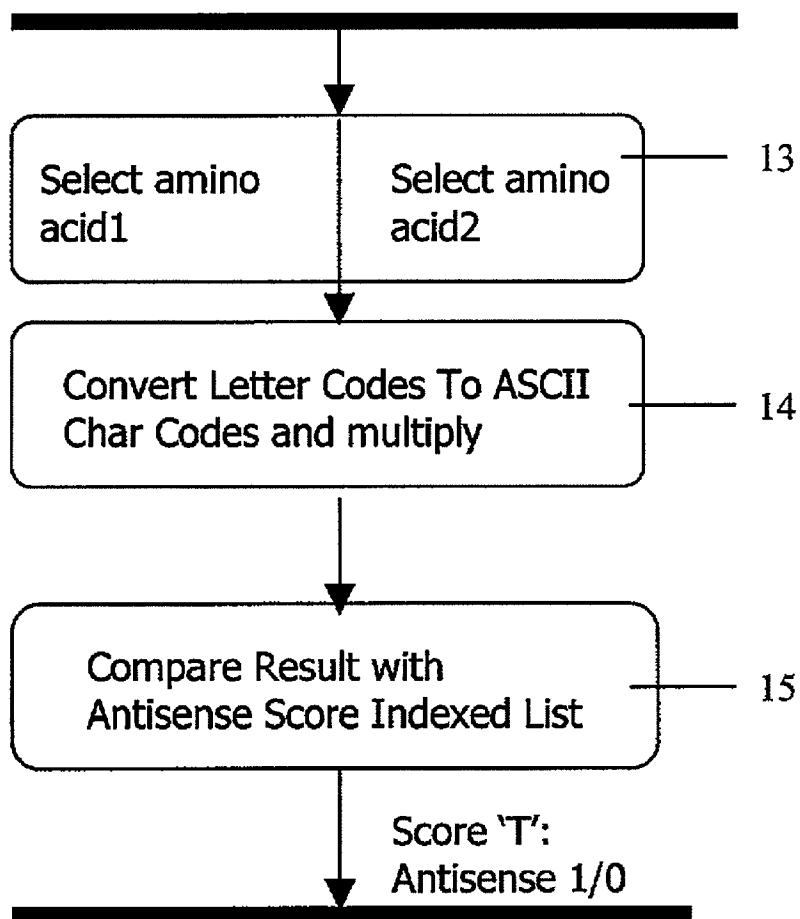 Select amino
acid1
Select amino
acid2
13
Convert Letter Codes To ASCII
Char Codes and multiply
14
Compare Result with
Antisense Score Indexed List
15
Score ‘T’:
Antisense 1/0